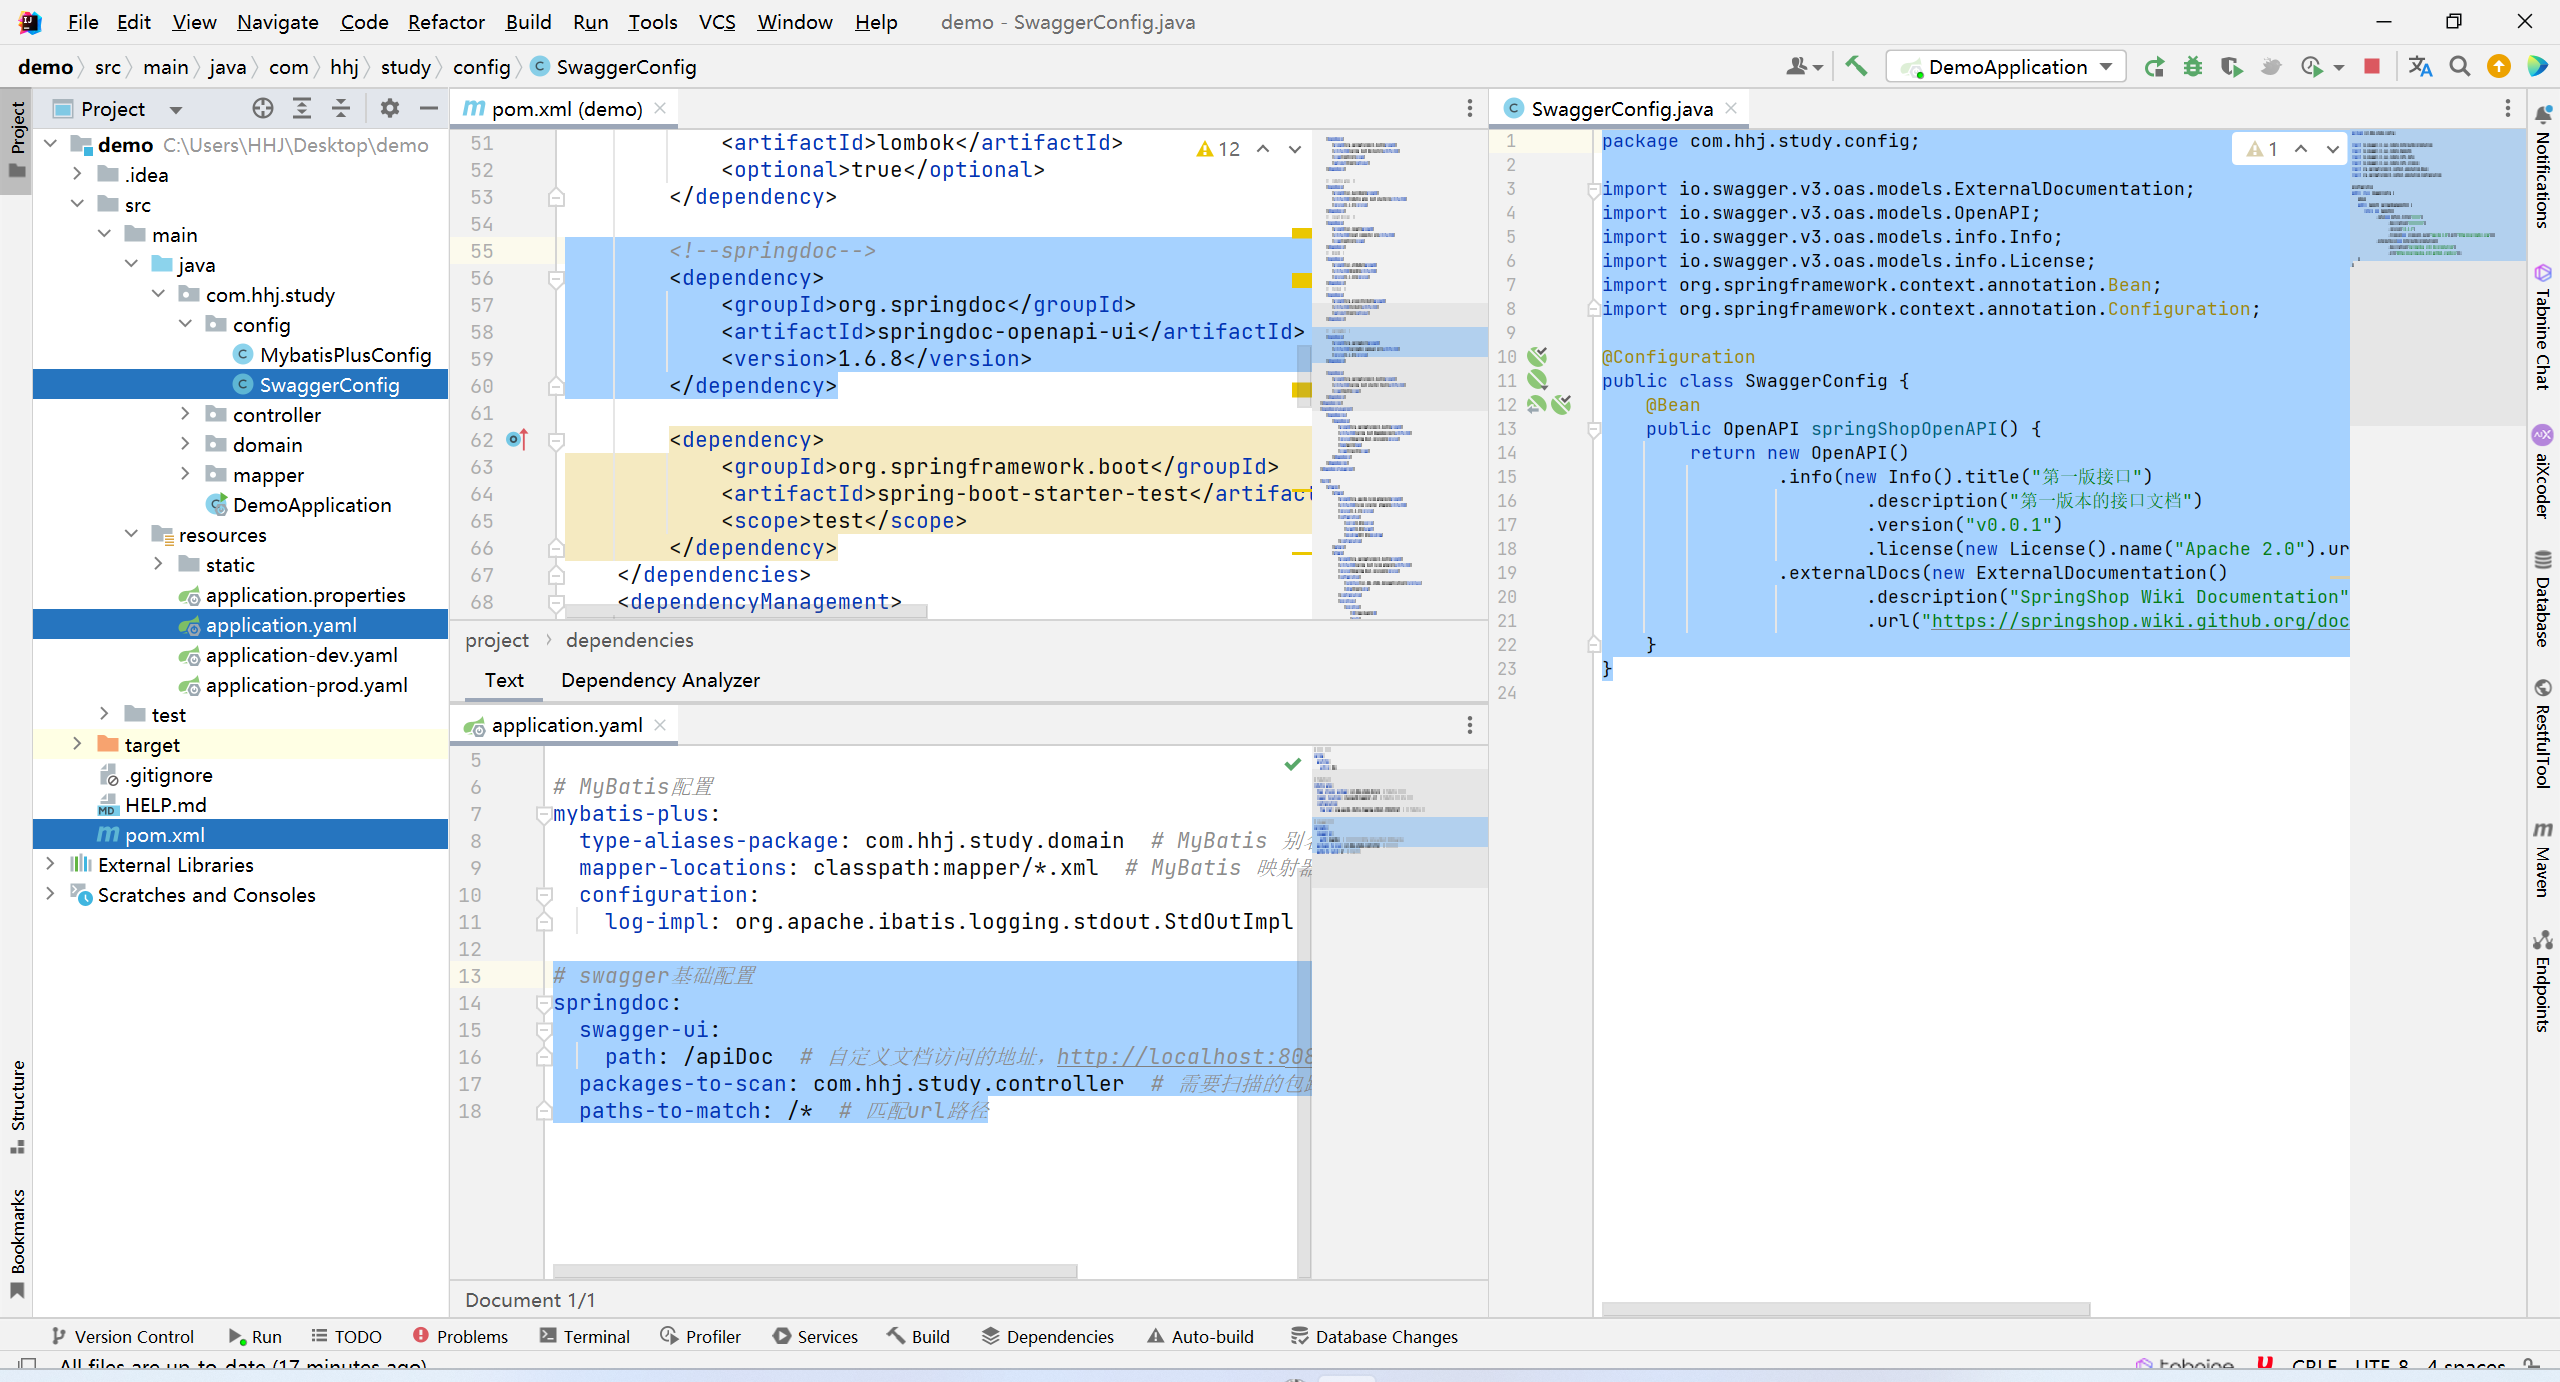 File Edit View Navigate Code Refactor Build Run Tools VCS Window Help demo - SwaggerConfig.java
demo src main java com hhj study config SwaggerConfig
DemoApplication
Project
Project
demo C:\Users\HHJ\Desktop\demo
.idea
src
main
java
com.hhj.study
config
MybatisPlusConfig
SwaggerConfig
controller
domain
mapper
DemoApplication
resources
static
application.properties
application.yaml
application-dev.yaml
application-prod.yaml
test
target
.gitignore
HELP.md
pom.xml
External Libraries
Scratches and Consoles
Structure
Bookmarks
pom.xml (demo)
12
51 <artifactId>lombok</artifactId>
52 <optional>true</optional>
53 </dependency>
54
55 <!--springdoc-->
56 <dependency>
57 <groupId>org.springdoc</groupId>
58 <artifactId>springdoc-openapi-ui</artifactId>
59 <version>1.6.8</version>
60 </dependency>
61
62 <dependency>
63 <groupId>org.springframework.boot</groupId>
64 <artifactId>spring-boot-starter-test</artifac
65 <scope>test</scope>
66 </dependency>
67 </dependencies>
68 <dependencyManagement>
project dependencies
Text Dependency Analyzer
application.yaml
5
6 # MyBatis配置
7 mybatis-plus:
8 type-aliases-package: com.hhj.study.domain # MyBatis 别
9 mapper-locations: classpath:mapper/*.xml # MyBatis 映射器
10 configuration:
11 log-impl: org.apache.ibatis.logging.stdout.StdOutImpl
12
13 # swagger基础配置
14 springdoc:
15 swagger-ui:
16 path: /apiDoc # 自定义文档访问的地址，http://localhost:808
17 packages-to-scan: com.hhj.study.controller # 需要扫描的包
18 paths-to-match: /* # 匹配url路径
Document 1/1
SwaggerConfig.java
1
1 package com.hhj.study.config;
2
3 import io.swagger.v3.oas.models.ExternalDocumentation;
4 import io.swagger.v3.oas.models.OpenAPI;
5 import io.swagger.v3.oas.models.info.Info;
6 import io.swagger.v3.oas.models.info.License;
7 import org.springframework.context.annotation.Bean;
8 import org.springframework.context.annotation.Configuration;
9
10 @Configuration
11 public class SwaggerConfig {
12 @Bean
13 public OpenAPI springShopOpenAPI() {
14 return new OpenAPI()
15 .info(new Info().title("第一版接口")
16 .description("第一版本的接口文档")
17 .version("v0.0.1")
18 .license(new License().name("Apache 2.0").ur
19 .externalDocs(new ExternalDocumentation()
20 .description("SpringShop Wiki Documentation"
21 .url("https://springshop.wiki.github.org/doc
22 }
23 }
24
Notifications
Tabnine Chat
aiXcoder
Database
RestfulTool
Maven
Endpoints
Version Control Run TODO Problems Terminal Profiler Services Build Dependencies Auto-build Database Changes
All files are up-to-date (17 minutes ago)
tabnine CRLF UTF-8 4 spaces